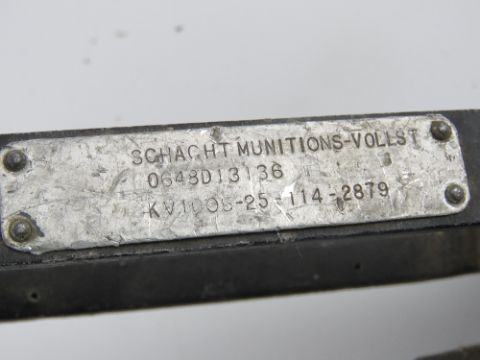 SCHACHT MUNITIONS-VOLLST
0648D13136
KV1005-25-114-2879